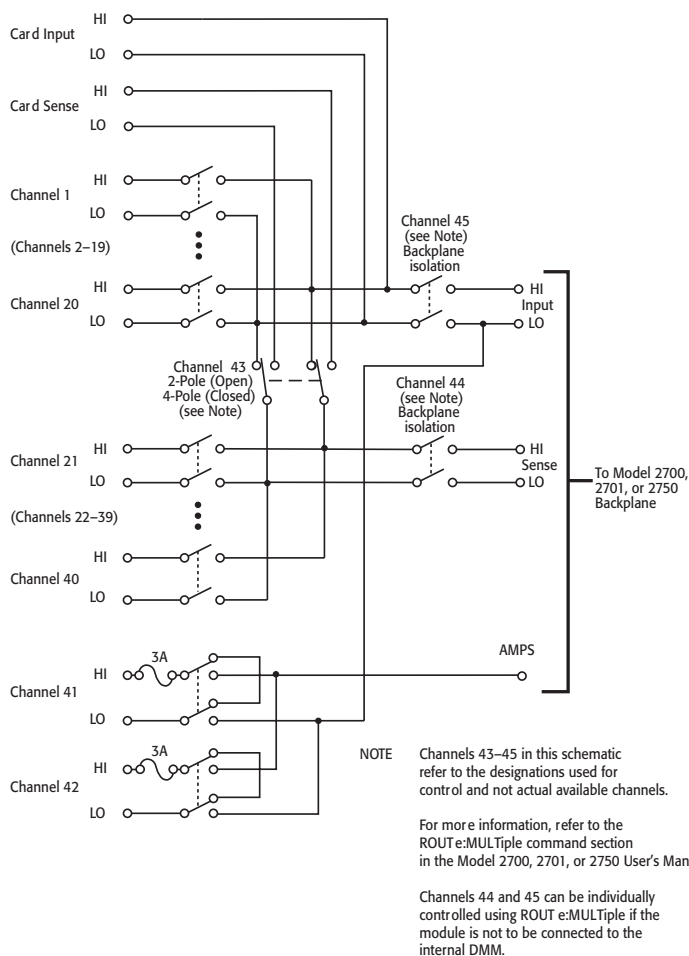 Card Input
HI
LO
Card Sense
HI
LO
Channel 1
HI
LO
(Channels 2–19)
Channel 20
HI
LO
Channel 45
(see Note)
Backplane
isolation
HI
Input
LO
Channel 43
2-Pole (Open)
4-Pole (Closed)
(see Note)
Channel 44
(see Note)
Backplane
isolation
Channel 21
HI
LO
HI
Sense
LO
To Model 2700,
2701, or 2750
Backplane
(Channels 22–39)
Channel 40
HI
LO
AMPS
Channel 41
HI
3A
LO
Channel 42
HI
3A
LO
NOTE
Channels 43–45 in this schematic
refer to the designations used for
control and not actual available channels.
For more information, refer to the
ROUTe:MULTiple command section
in the Model 2700, 2701, or 2750 User's Man
Channels 44 and 45 can be individually
controlled using ROUT e:MULTiple if the
module is not to be connected to the
internal DMM.